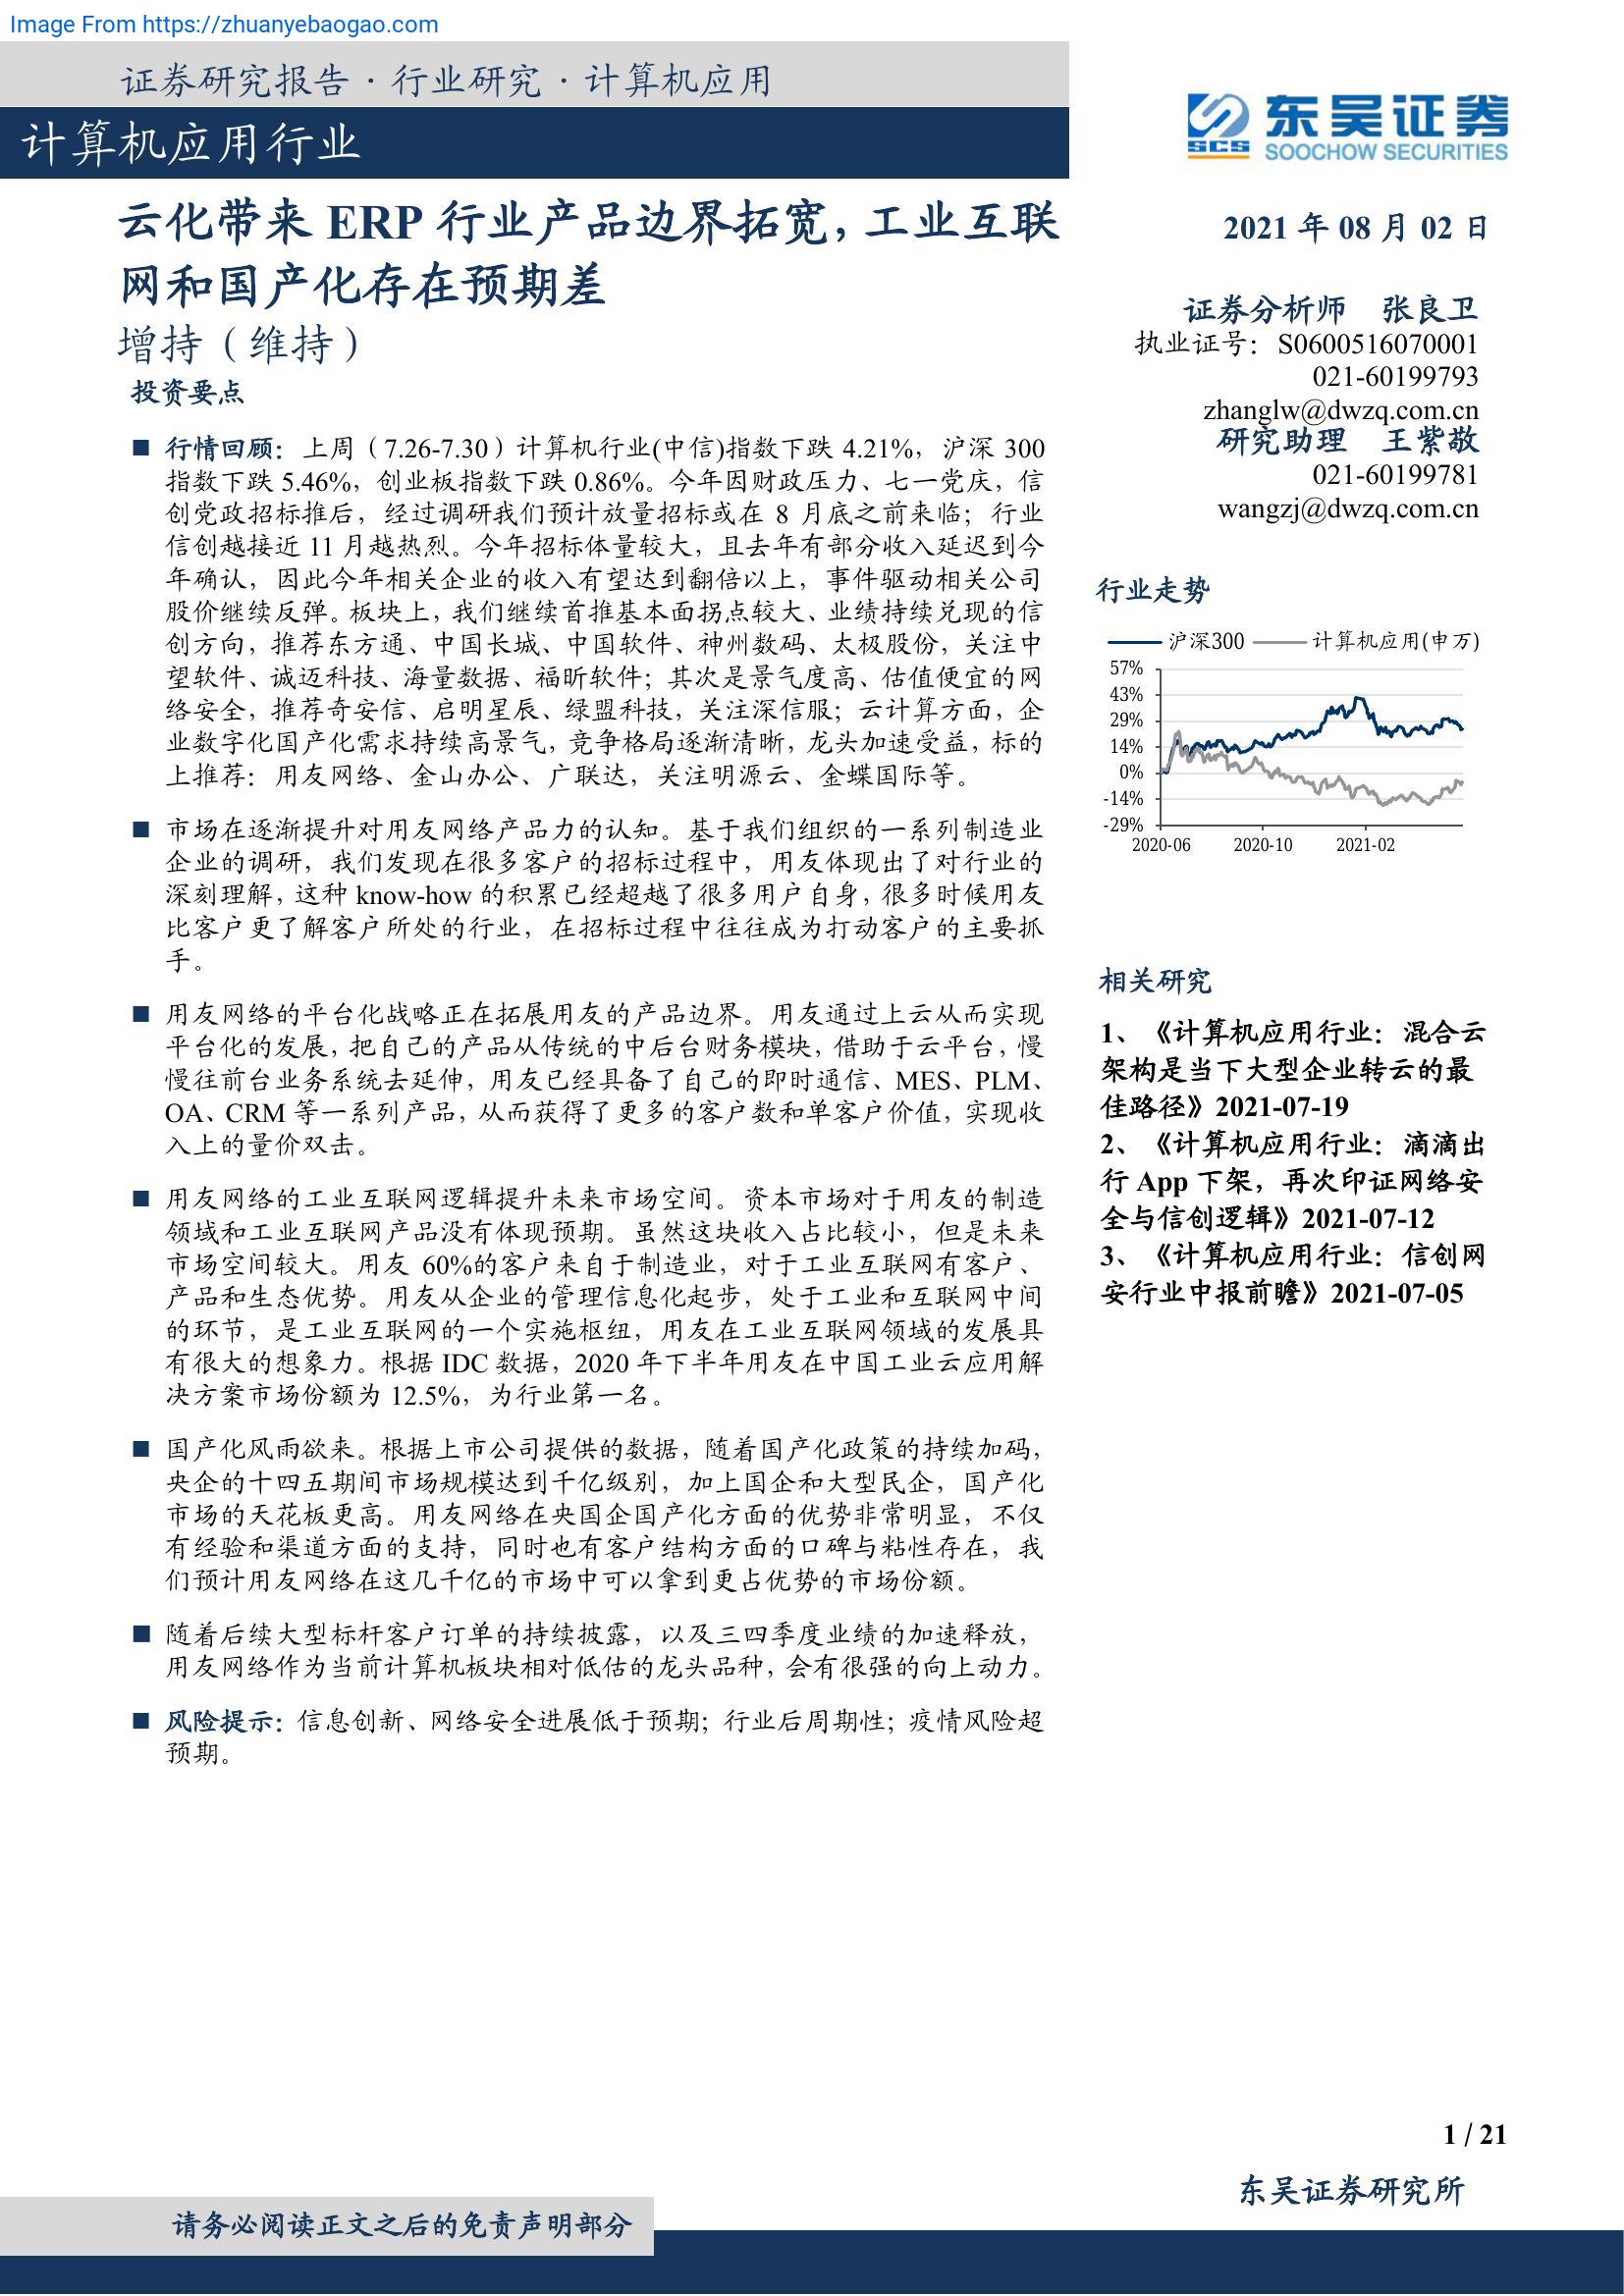 Image From https://zhuanyebaogao.com
证券研究报告·行业研究·计算机应用
计算机应用行业
东吴证券
SCS
SOOCHOW SECURITIES
云化带来 ERP 行业产品边界拓宽，工业互联
网和国产化存在预期差
增持（维持）
投资要点
■ 行情回顾：上周（7.26-7.30）计算机行业(中信)指数下跌 4.21%，沪深 300
指数下跌 5.46%，创业板指数下跌 0.86%。今年因财政压力、七一党庆，信
创党政招标推后，经过调研我们预计放量招标或在 8 月底之前来临；行业
信创越接近 11 月越热烈。今年招标体量较大，且去年有部分收入延迟到今
年确认，因此今年相关企业的收入有望达到翻倍以上，事件驱动相关公司
股价继续反弹。板块上，我们继续首推基本面拐点较大、业绩持续兑现的信
创方向，推荐东方通、中国长城、中国软件、神州数码、太极股份，关注中
望软件、诚迈科技、海量数据、福昕软件；其次是景气度高、估值便宜的网
络安全，推荐奇安信、启明星辰、绿盟科技，关注深信服；云计算方面，企
业数字化国产化需求持续高景气，竞争格局逐渐清晰，龙头加速受益，标的
上推荐：用友网络、金山办公、广联达，关注明源云、金蝶国际等。
■ 市场在逐渐提升对用友网络产品力的认知。基于我们组织的一系列制造业
企业的调研，我们发现在很多客户的招标过程中，用友体现出了对行业的
深刻理解，这种 know-how 的积累已经超越了很多用户自身，很多时候用友
比客户更了解客户所处的行业，在招标过程中往往成为打动客户的主要抓
手。
■ 用友网络的平台化战略正在拓展用友的产品边界。用友通过上云从而实现
平台化的发展，把自己的产品从传统的中后台财务模块，借助于云平台，慢
慢往前台业务系统去延伸，用友已经具备了自己的即时通信、MES、PLM、
OA、CRM 等一系列产品，从而获得了更多的客户数和单客户价值，实现收
入上的量价双击。
■ 用友网络的工业互联网逻辑提升未来市场空间。资本市场对于用友的制造
领域和工业互联网产品没有体现预期。虽然这块收入占比较小，但是未来
市场空间较大。用友 60%的客户来自于制造业，对于工业互联网有客户、
产品和生态优势。用友从企业的管理信息化起步，处于工业和互联网中间
的环节，是工业互联网的一个实施枢纽，用友在工业互联网领域的发展具
有很大的想象力。根据 IDC 数据，2020 年下半年用友在中国工业云应用解
决方案市场份额为 12.5%，为行业第一名。
■ 国产化风雨欲来。根据上市公司提供的数据，随着国产化政策的持续加码，
央企的十四五期间市场规模达到千亿级别，加上国企和大型民企，国产化
市场的天花板更高。用友网络在央国企国产化方面的优势非常明显，不仅
有经验和渠道方面的支持，同时也有客户结构方面的口碑与粘性存在，我
们预计用友网络在这几千亿的市场中可以拿到更占优势的市场份额。
■ 随着后续大型标杆客户订单的持续披露，以及三四季度业绩的加速释放，
用友网络作为当前计算机板块相对低估的龙头品种，会有很强的向上动力。
■ 风险提示：信息创新、网络安全进展低于预期；行业后周期性；疫情风险超
预期。
2021 年 08 月 02 日
证券分析师 张良卫
执业证号：S0600516070001
021-60199793
zhanglw@dwzq.com.cn
研究助理 王紫敬
021-60199781
wangzj@dwzq.com.cn
行业走势
沪深300 计算机应用(申万)
57%
43%
29%
14%
0%
-14%
-29%
2020-06 2020-10 2021-02
相关研究
1、《计算机应用行业：混合云
架构是当下大型企业转云的最
佳路径》2021-07-19
2、《计算机应用行业：滴滴出
行 App 下架，再次印证网络安
全与信创逻辑》2021-07-12
3、《计算机应用行业：信创网
安行业中报前瞻》2021-07-05
1 / 21
东吴证券研究所
请务必阅读正文之后的免责声明部分